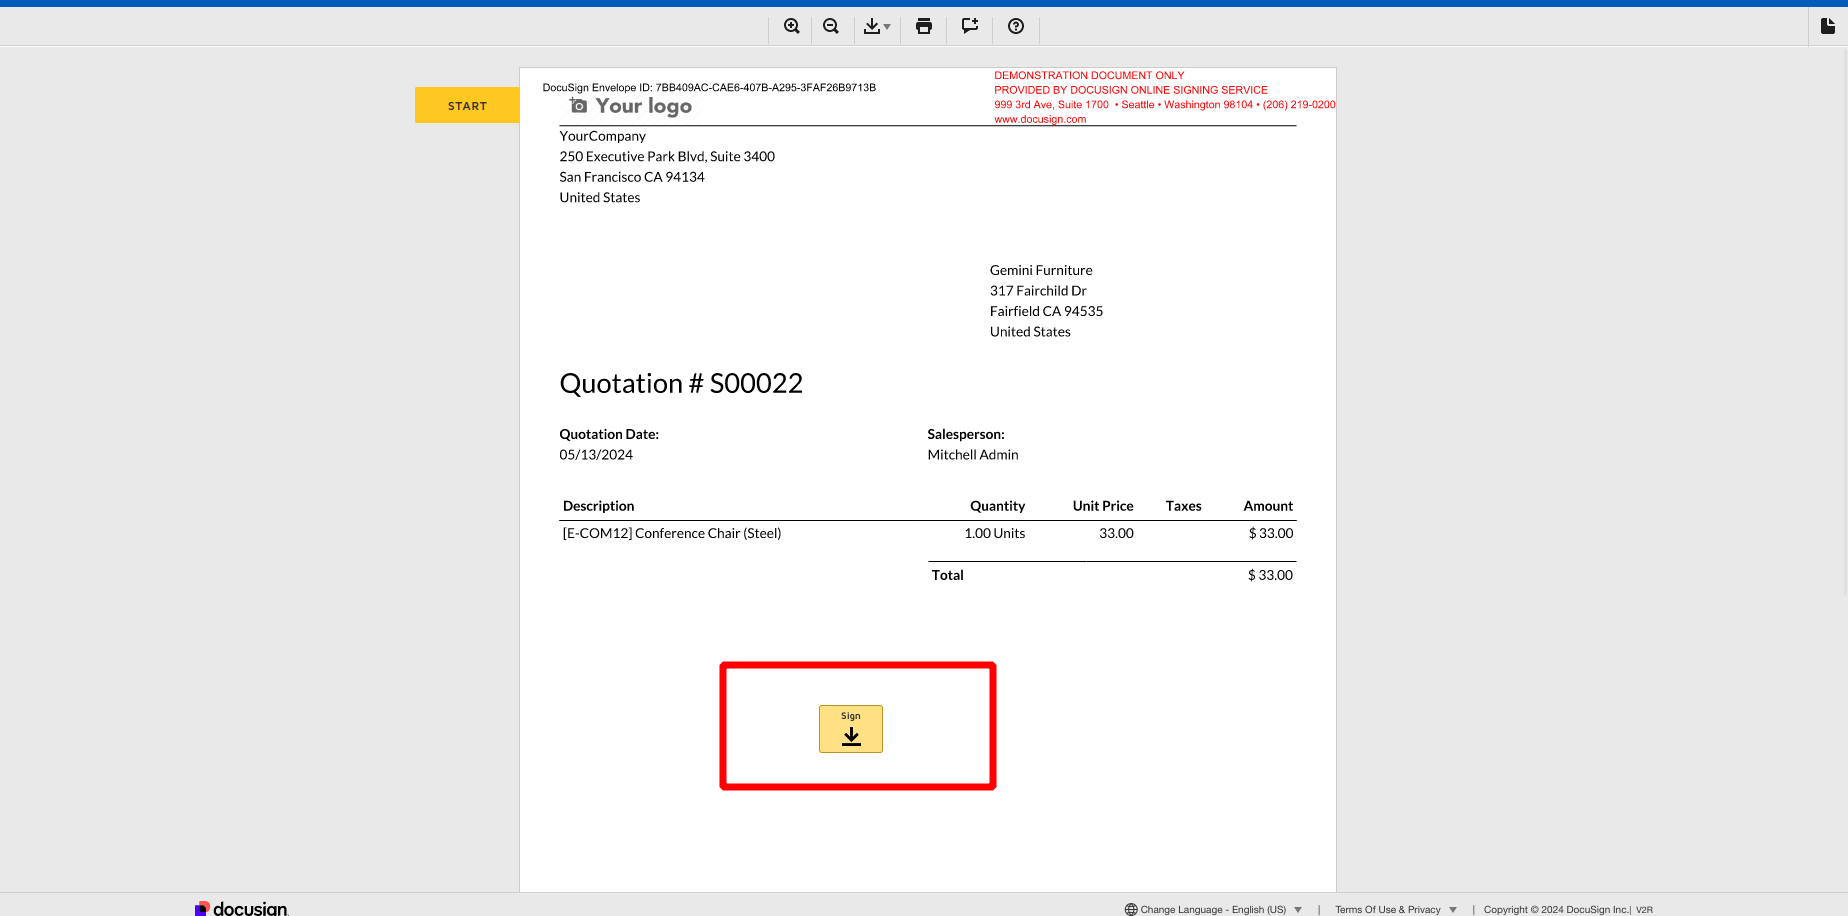 START
DocuSign Envelope ID: 7BB409AC-CAE6-407B-A295-3FAF26B9713B
DEMONSTRATION DOCUMENT ONLY
PROVIDED BY DOCUSIGN ONLINE SIGNING SERVICE
999 3rd Ave, Suite 1700 • Seattle • Washington 98104 • (206) 219-0200
www.docusign.com
Your logo
YourCompany
250 Executive Park Blvd, Suite 3400
San Francisco CA 94134
United States
Gemini Furniture
317 Fairchild Dr
Fairfield CA 94535
United States
Quotation # S00022
Quotation Date: Salesperson:
05/13/2024 Mitchell Admin
Description Quantity Unit Price Taxes Amount
[E-COM12] Conference Chair (Steel) 1.00 Units 33.00 $ 33.00
Total $ 33.00
Sign
docusign Change Language - English (US) | Terms Of Use & Privacy | Copyright © 2024 DocuSign Inc. | V2R